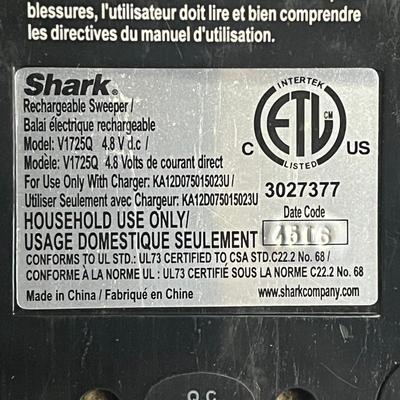 blessures, l'utilisateur doit lire et bien comprendre
les directives du manuel d'utilisation.
Shark®
Rechargeable Sweeper/
Balai électrique rechargeable
Model: V1725Q 4.8 V d.c/
Modèle: V1725Q 4.8 Volts de courant direct
For Use Only With Charger: KA12D075015023U/
Utiliser Seulement avec Chargeur: KA12D075015023U
HOUSEHOLD USE ONLY/
USAGE DOMESTIQUE SEULEMENT
INTERTEK
ETL CM
C US
LISTED
3027377
Date Code
CONFORMS TO UL STD.: UL73 CERTIFIED TO CSA STD.C22.2 No. 68 /
CONFORME À LA NORME UL : UL73 CERTIFIÉ SOUS LA NORME C22.2 No. 68
Made in China / Fabriqué en Chine
www.sharkcompany.com
Q.C